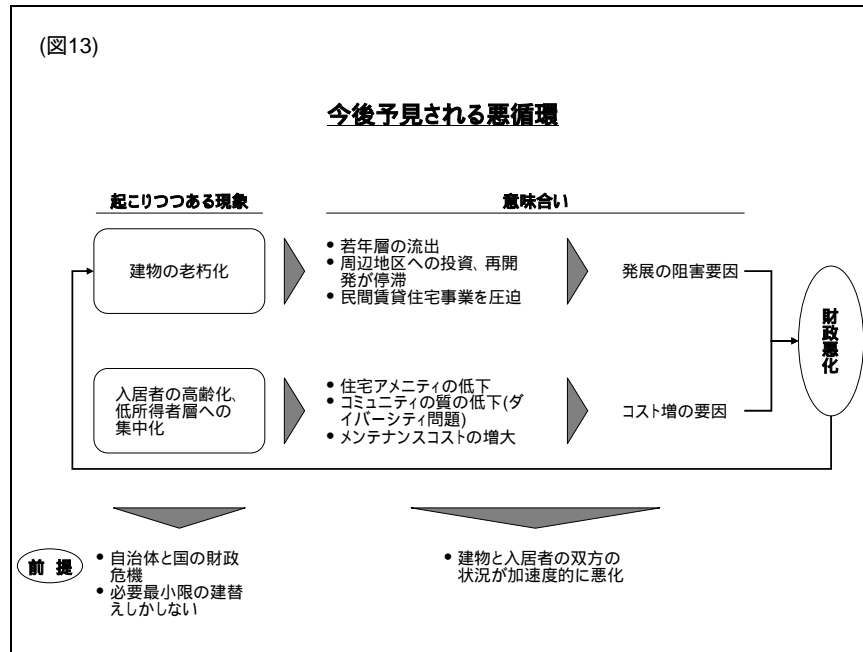 (図13)
今後予見される悪循環
起こりつつある現象
意味合い
建物の老朽化
• 若年層の流出
• 周辺地区への投資、再開
発が停滞
• 民間賃貸住宅事業を圧迫
発展の阻害要因
財政悪化
入居者の高齢化、
低所得者層への
集中化
• 住宅アメニティの低下
• コミュニティの質の低下(ダ
イバーシティ問題)
• メンテナンスコストの増大
コスト増の要因
前 提
• 自治体と国の財政
危機
• 必要最小限の建替
えしかしない
• 建物と入居者の双方の
状況が加速度的に悪化